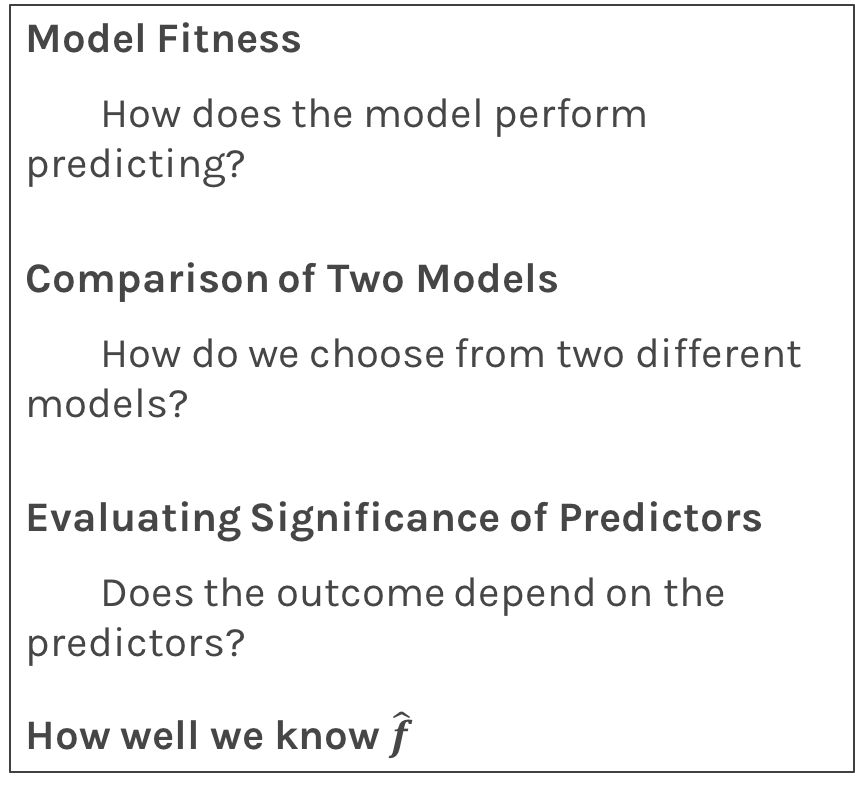 Model Fitness
How does the model perform
predicting?
Comparison of Two Models
How do we choose from two different
models?
Evaluating Significance of Predictors
Does the outcome depend on the
predictors?
How well we know f̂